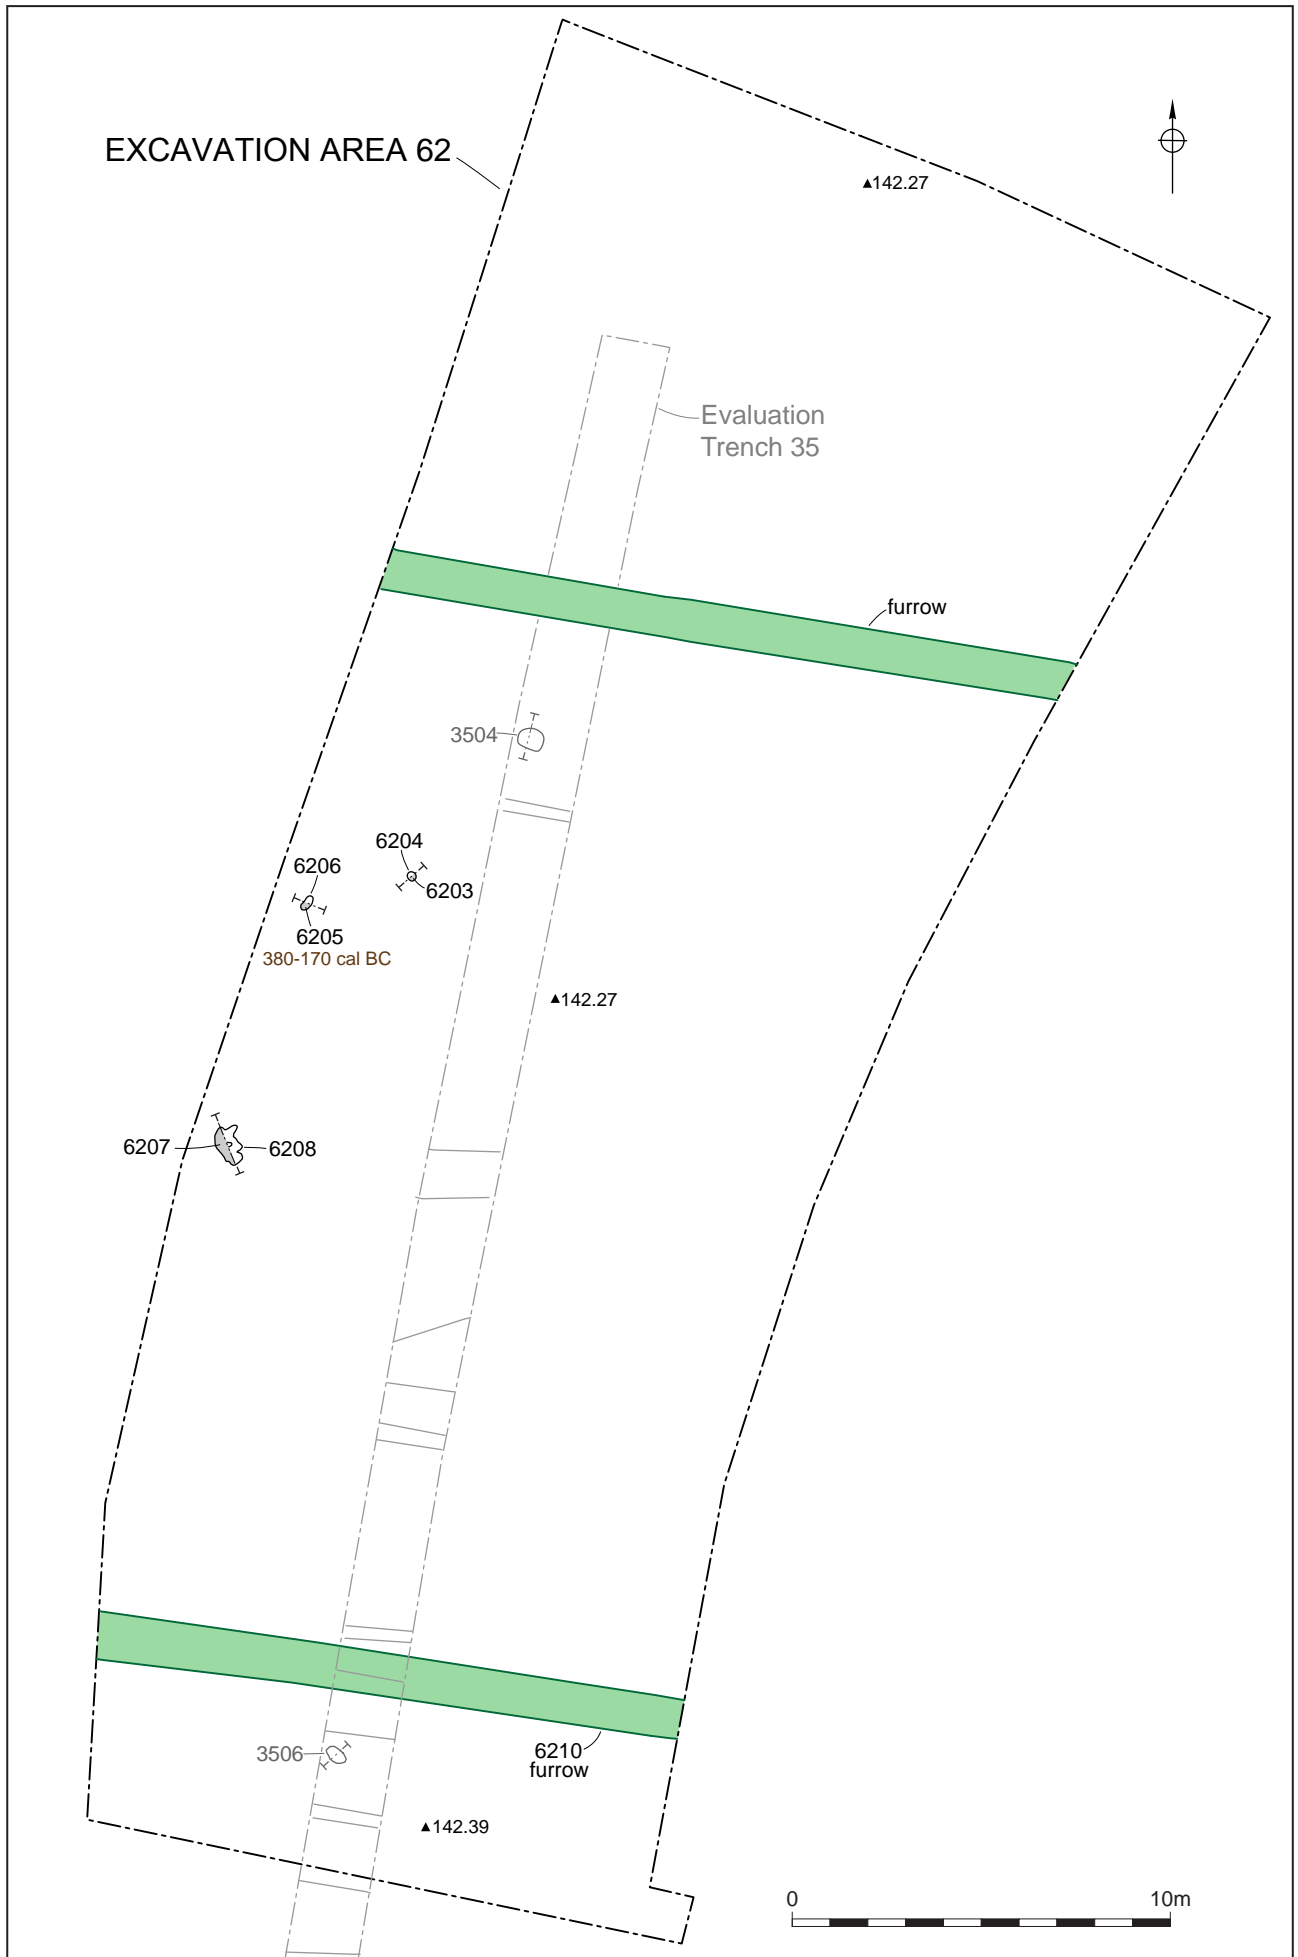 EXCAVATION AREA 62
▲142.27
Evaluation
Trench 35
furrow
3504
6204
6206
6203
6205
380-170 cal BC
▲142.27
6207
6208
6210
furrow
3506
▲142.39
0
10m